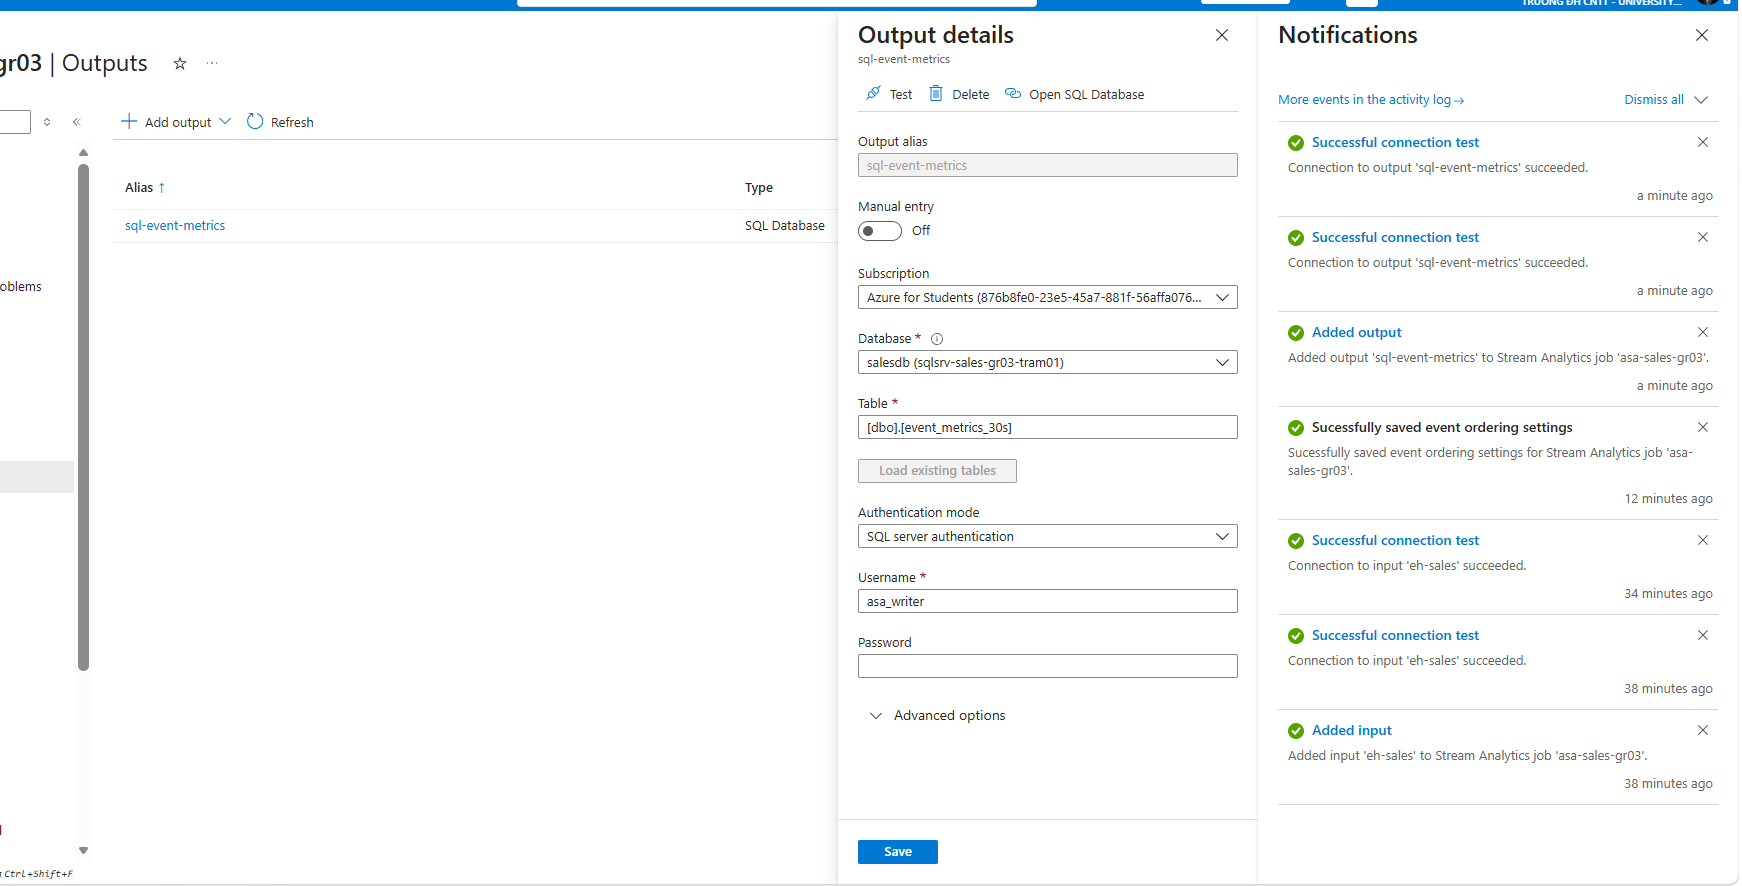 TRƯỜNG ĐH CNTT - UNIVERSITY...
gr03 | Outputs
Add output
Refresh
Alias ↑
Type
sql-event-metrics
SQL Database
oblems
Ctrl+Shift+F
Output details
sql-event-metrics
Test
Delete
Open SQL Database
Output alias
sql-event-metrics
Manual entry
Off
Subscription
Azure for Students (876b8fe0-23e5-45a7-881f-56affa076...
Database *
salesdb (sqlsrv-sales-gr03-tram01)
Table *
[dbo].[event_metrics_30s]
Load existing tables
Authentication mode
SQL server authentication
Username *
asa_writer
Password
Advanced options
Save
Notifications
More events in the activity log →
Dismiss all
Successful connection test
Connection to output 'sql-event-metrics' succeeded.
a minute ago
Successful connection test
Connection to output 'sql-event-metrics' succeeded.
a minute ago
Added output
Added output 'sql-event-metrics' to Stream Analytics job 'asa-sales-gr03'.
a minute ago
Sucessfully saved event ordering settings
Sucessfully saved event ordering settings for Stream Analytics job 'asa-
sales-gr03'.
12 minutes ago
Successful connection test
Connection to input 'eh-sales' succeeded.
34 minutes ago
Successful connection test
Connection to input 'eh-sales' succeeded.
38 minutes ago
Added input
Added input 'eh-sales' to Stream Analytics job 'asa-sales-gr03'.
38 minutes ago